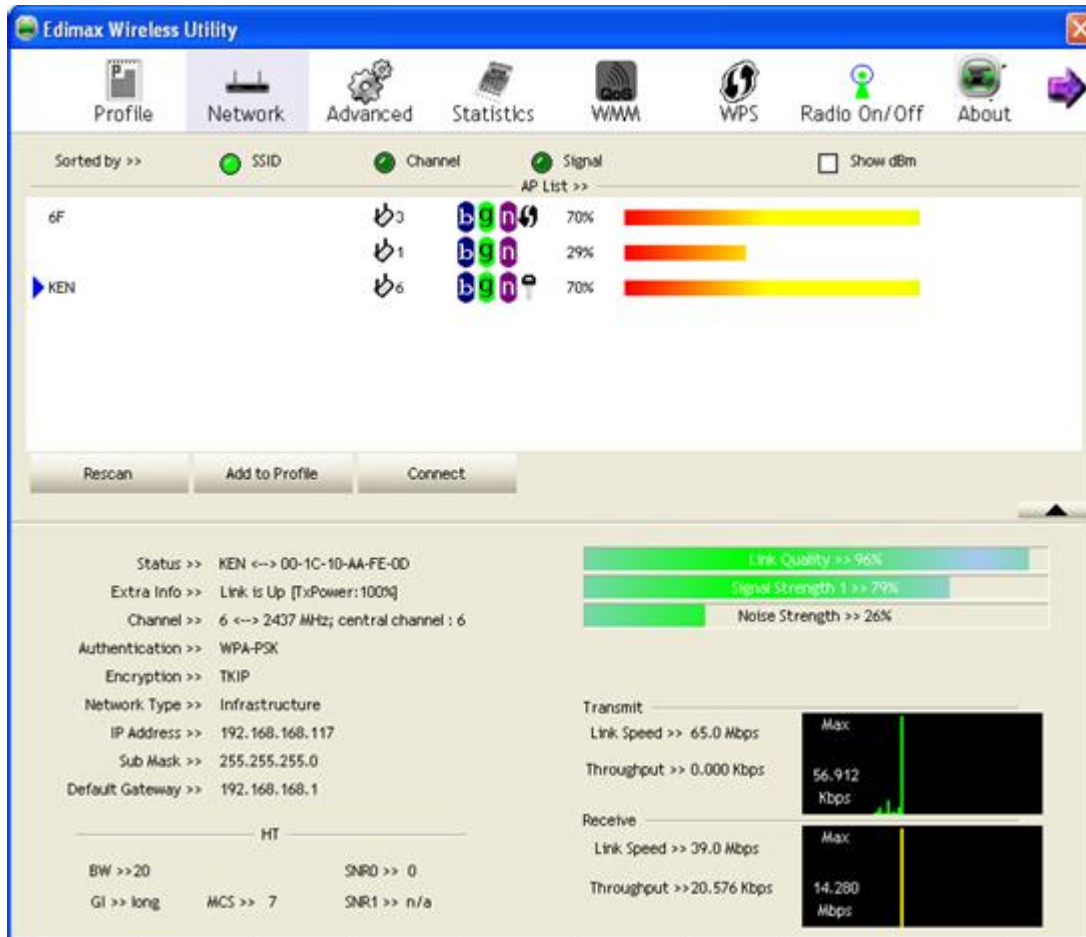 Edimax Wireless Utility
Profile Network Advanced Statistics WMM WPS Radio On/Off About
Sorted by >> SSID Channel Signal Show dBm
AP List >>
6F 3 b g n 70%
1 b g n 29%
KEN 6 b g n 70%
Rescan Add to Profile Connect
Status >> KEN <--> 00-1C-10-AA-FE-0D
Extra Info >> Link is Up [TxPower:100%]
Channel >> 6 <--> 2437 MHz; central channel : 6
Authentication >> WPA-PSK
Encryption >> TKIP
Network Type >> Infrastructure
IP Address >> 192.168.168.117
Sub Mask >> 255.255.255.0
Default Gateway >> 192.168.168.1
HT
BW >> 20 SNR0 >> 0
GI >> long MCS >> 7 SNR1 >> n/a
Link Quality >> 96%
Signal Strength 1 >> 79%
Noise Strength >> 26%
Transmit
Link Speed >> 65.0 Mbps
Throughput >> 0.000 Kbps
Max
56.912
Kbps
Receive
Link Speed >> 39.0 Mbps
Throughput >> 20.576 Kbps
Max
14.280
Mbps